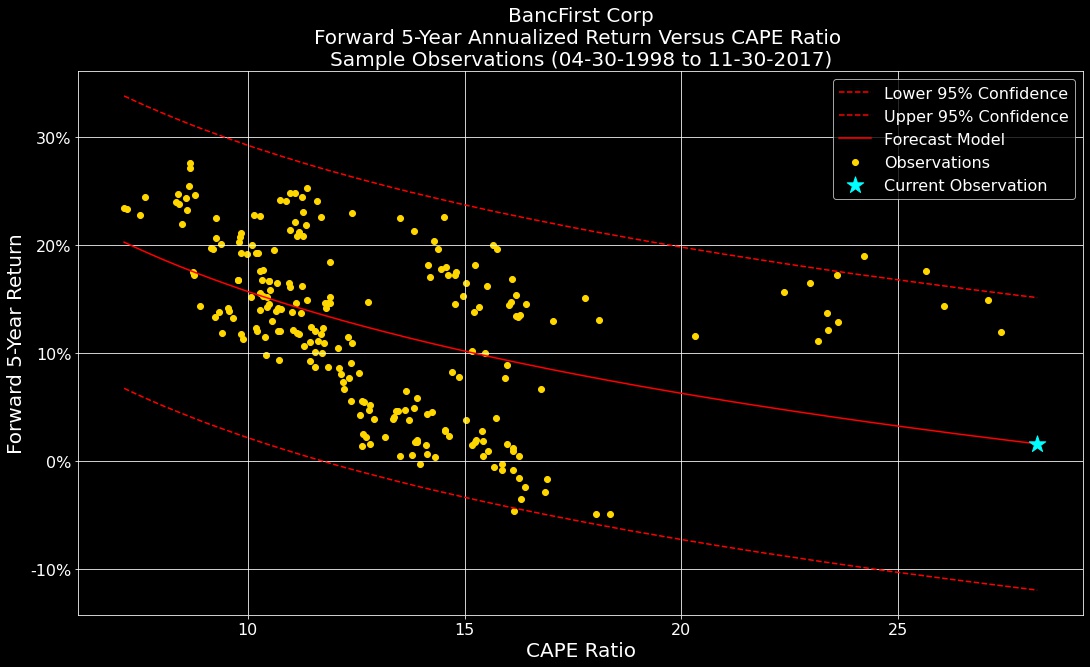 BancFirst Corp
Forward 5-Year Annualized Return Versus CAPE Ratio
Sample Observations (04-30-1998 to 11-30-2017)
Lower 95% Confidence
Upper 95% Confidence
Forecast Model
Observations
Current Observation
Forward 5-Year Return
30%
20%
10%
0%
-10%
10
15
20
25
CAPE Ratio